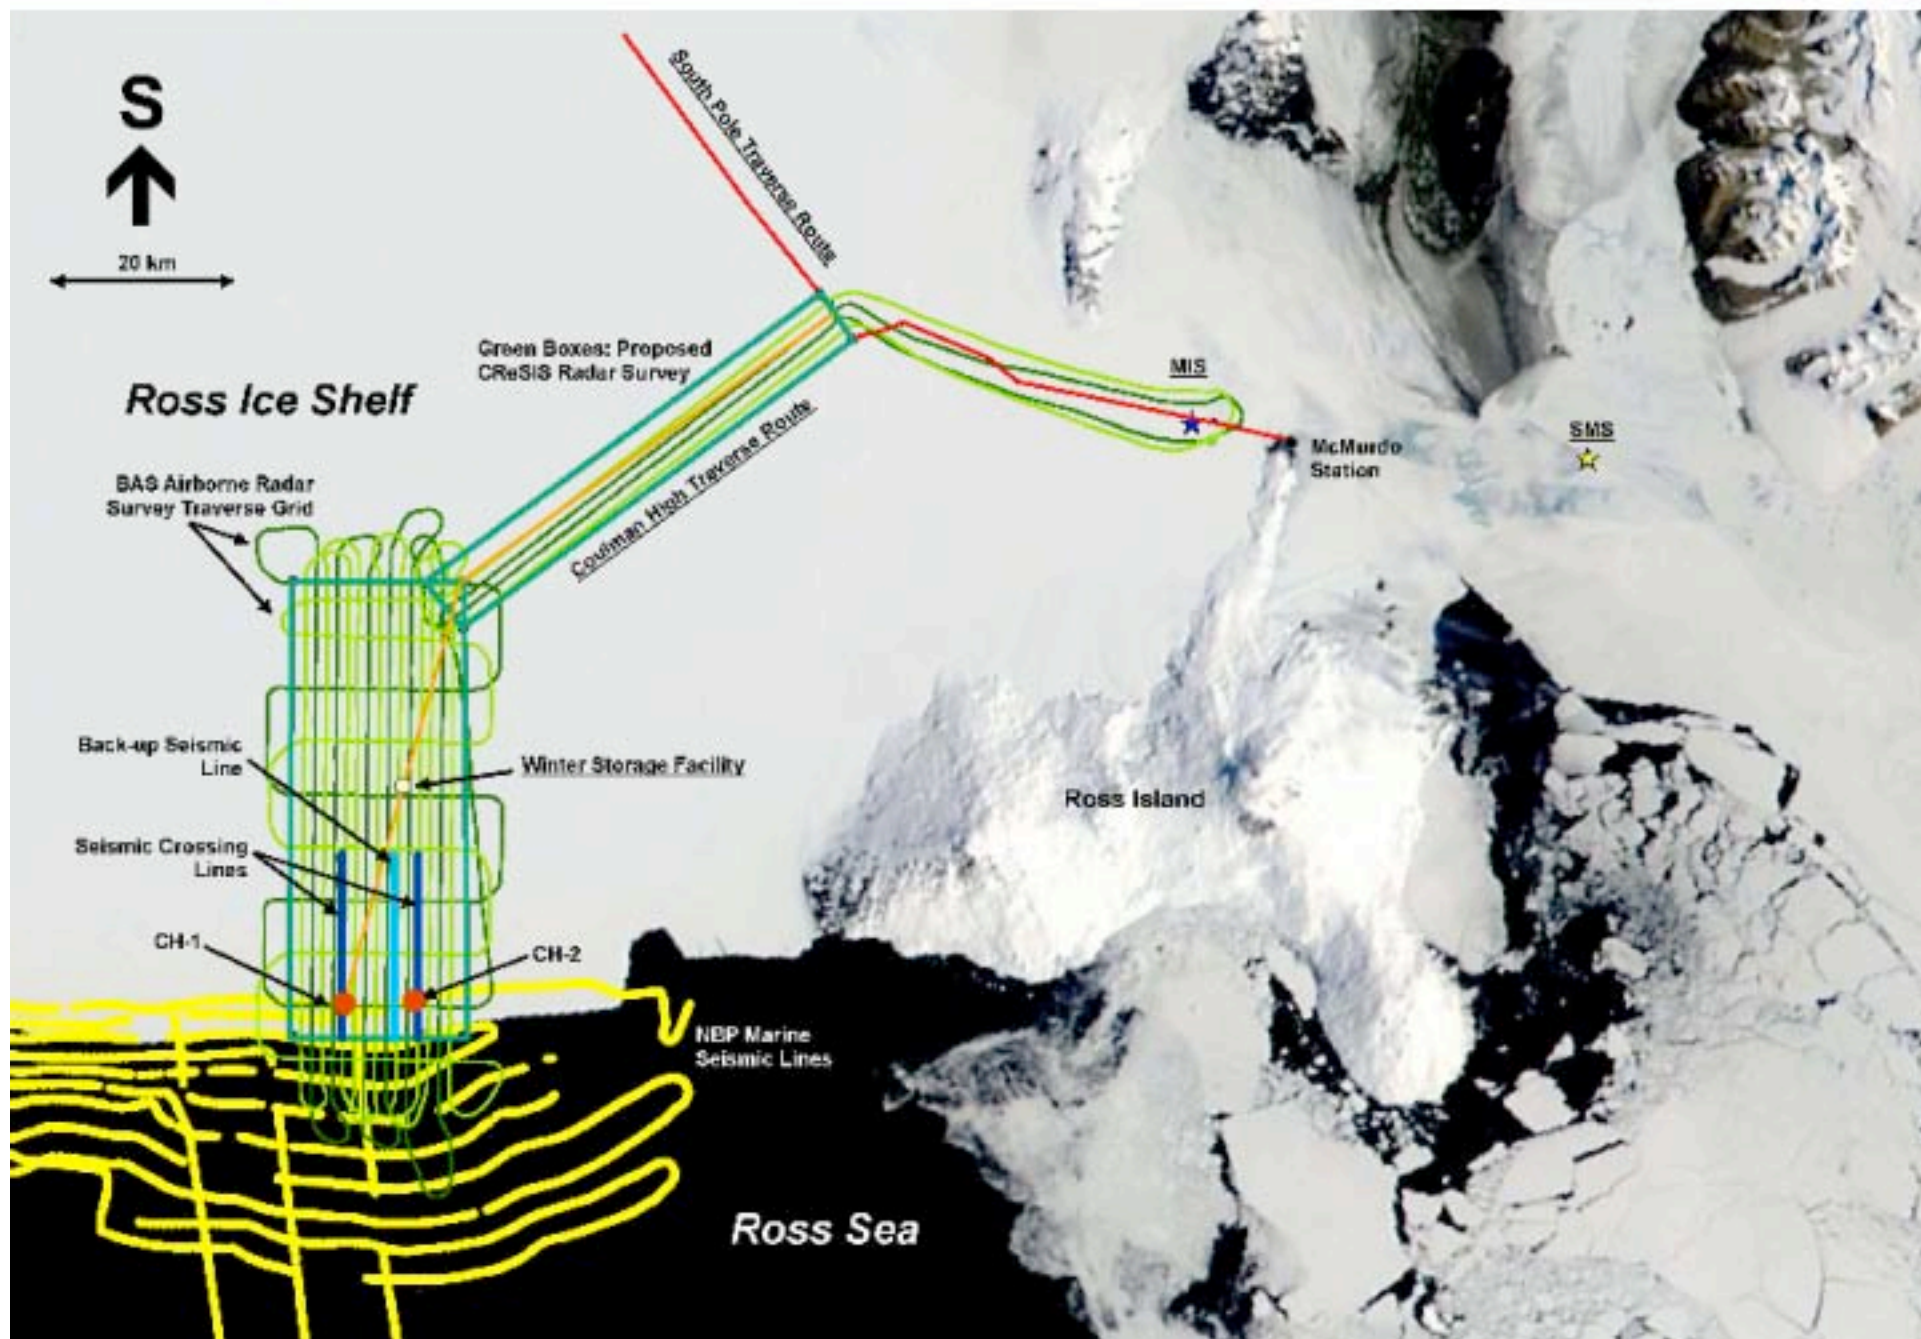 S
20 km
South Pole Traverse Route
Green Boxes: Proposed
CReSIS Radar Survey
Ross Ice Shelf
MIS
SMS
McMurdo
Station
Coulman High Traverse Route
BAS Airborne Radar
Survey Traverse Grid
Back-up Seismic
Line
Winter Storage Facility
Ross Island
Seismic Crossing
Lines
CH-1
CH-2
NBP Marine
Seismic Lines
Ross Sea